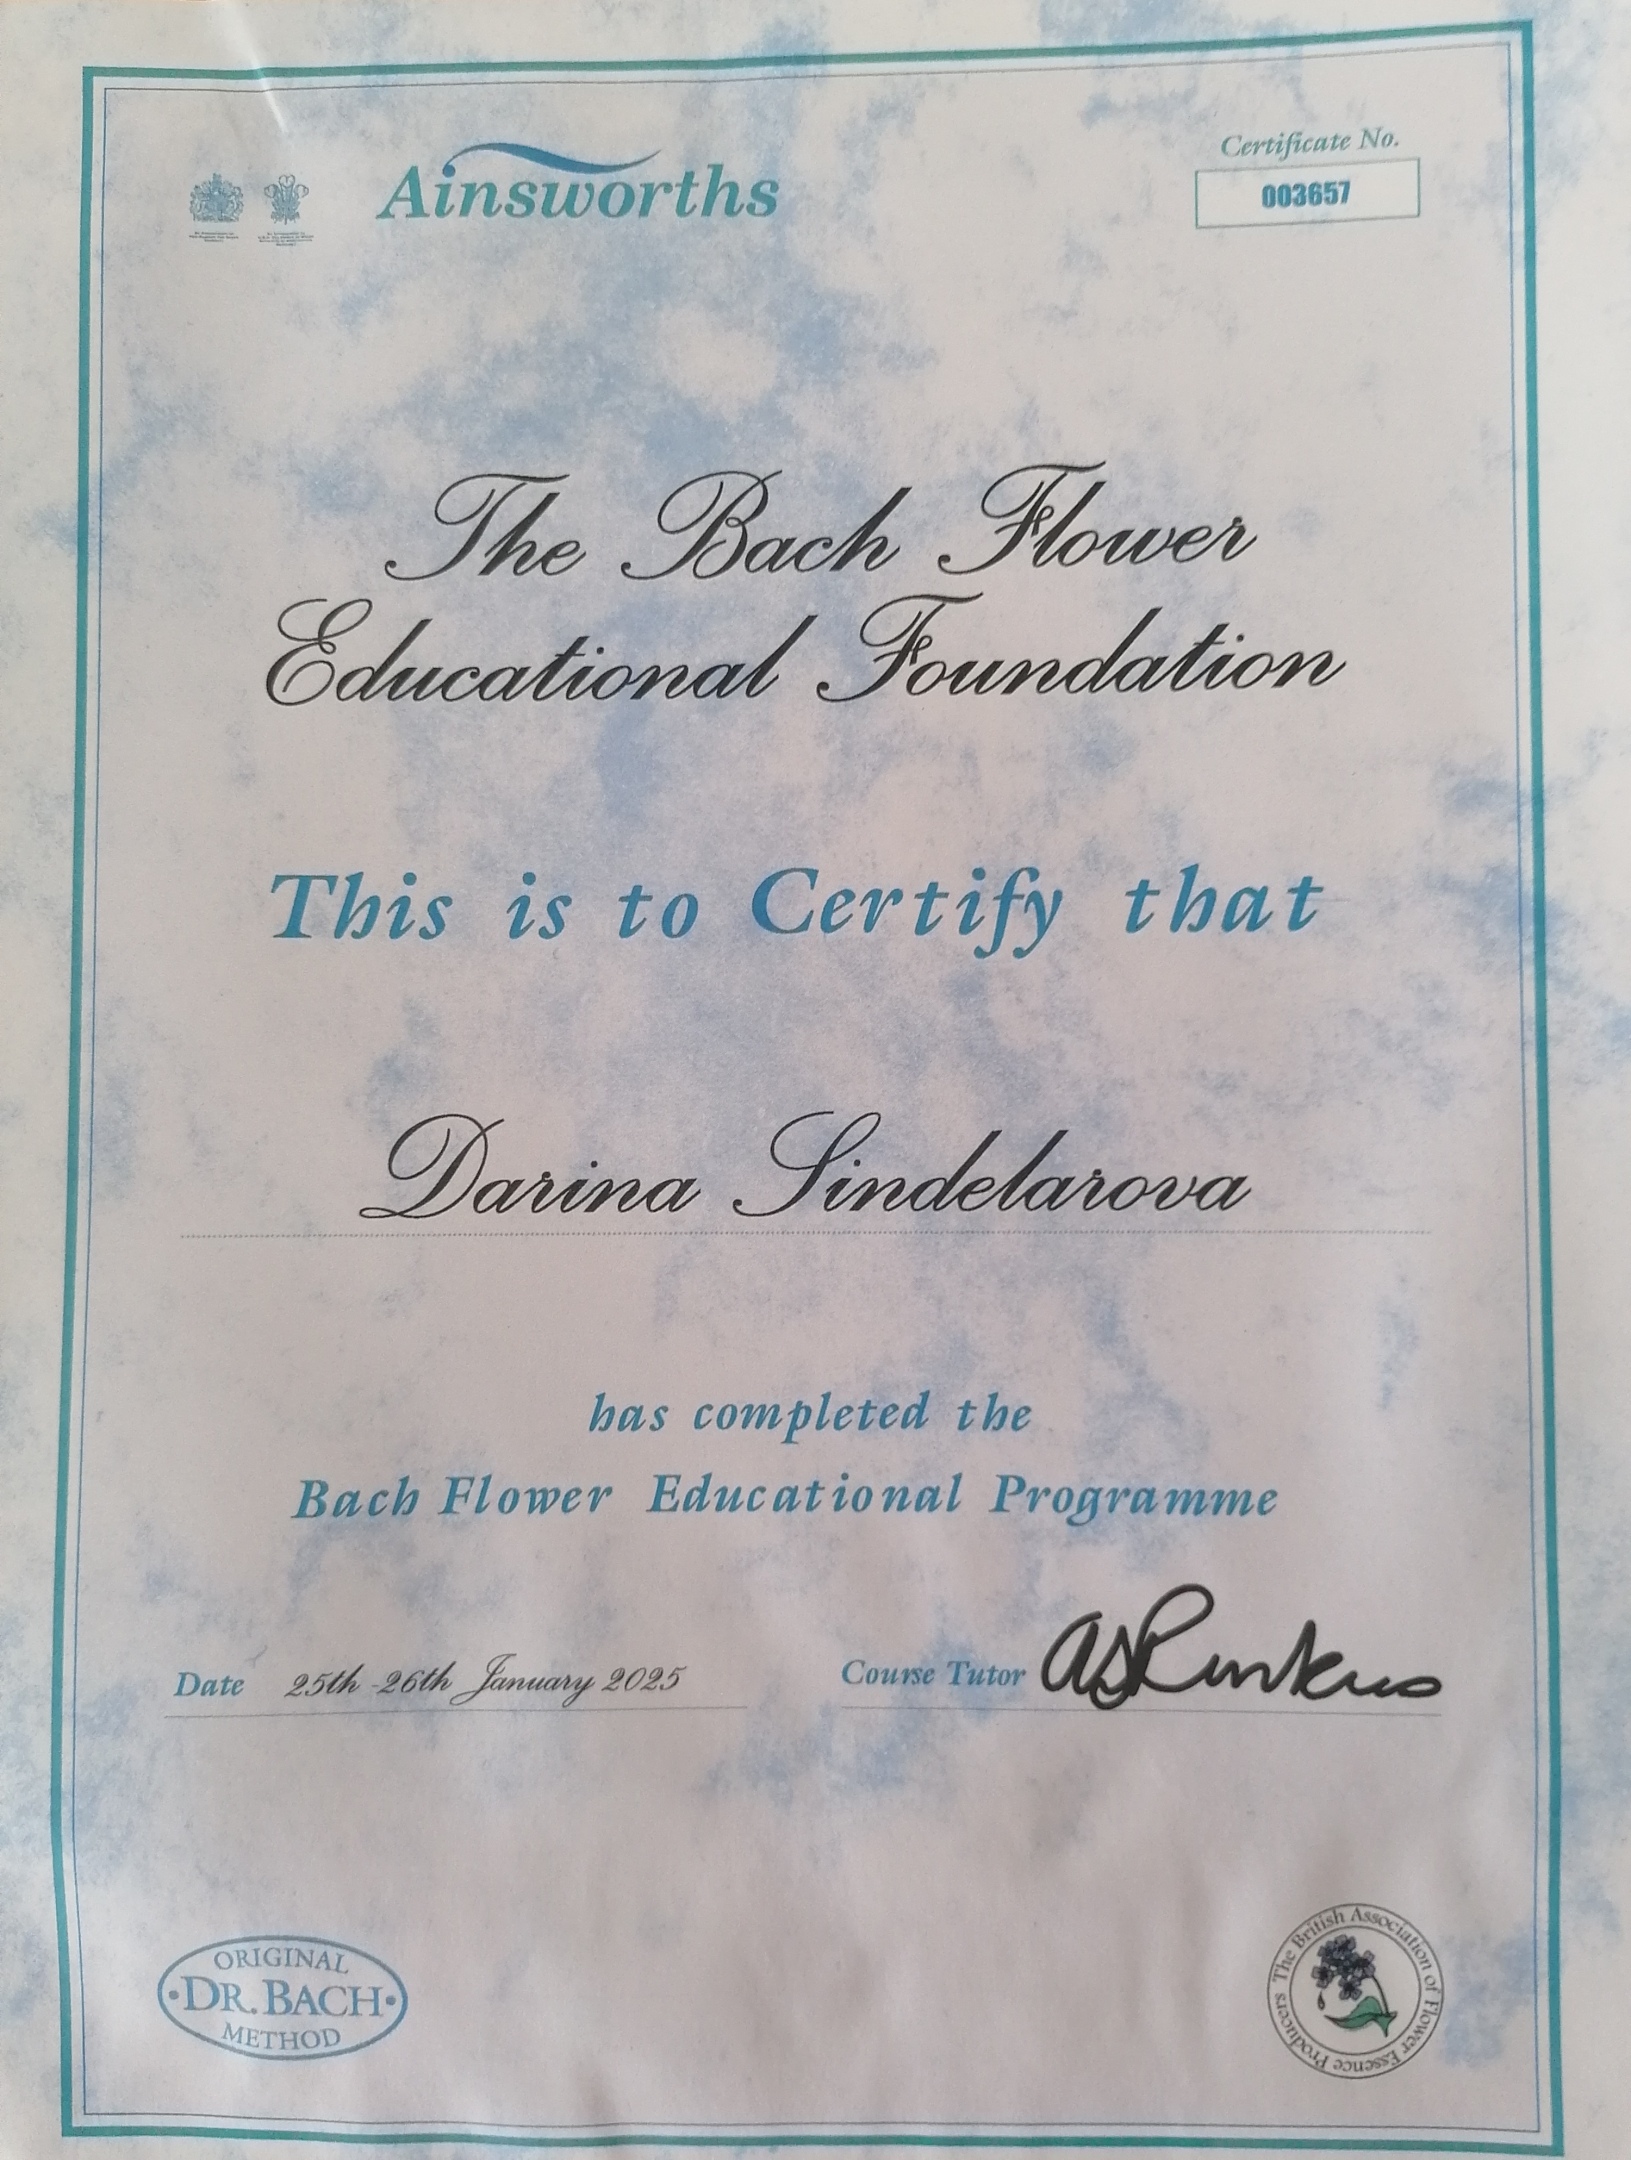 Ainsworths
Certificate No.
003657
The Bach Flower
Educational Foundation
This is to Certify that
Darina Sindelarova
has completed the
Bach Flower Educational Programme
Date 25th -26th January 2025
Course Tutor
ORIGINAL
·DR. BACH·
METHOD
The British Association of Flower Essence Producers